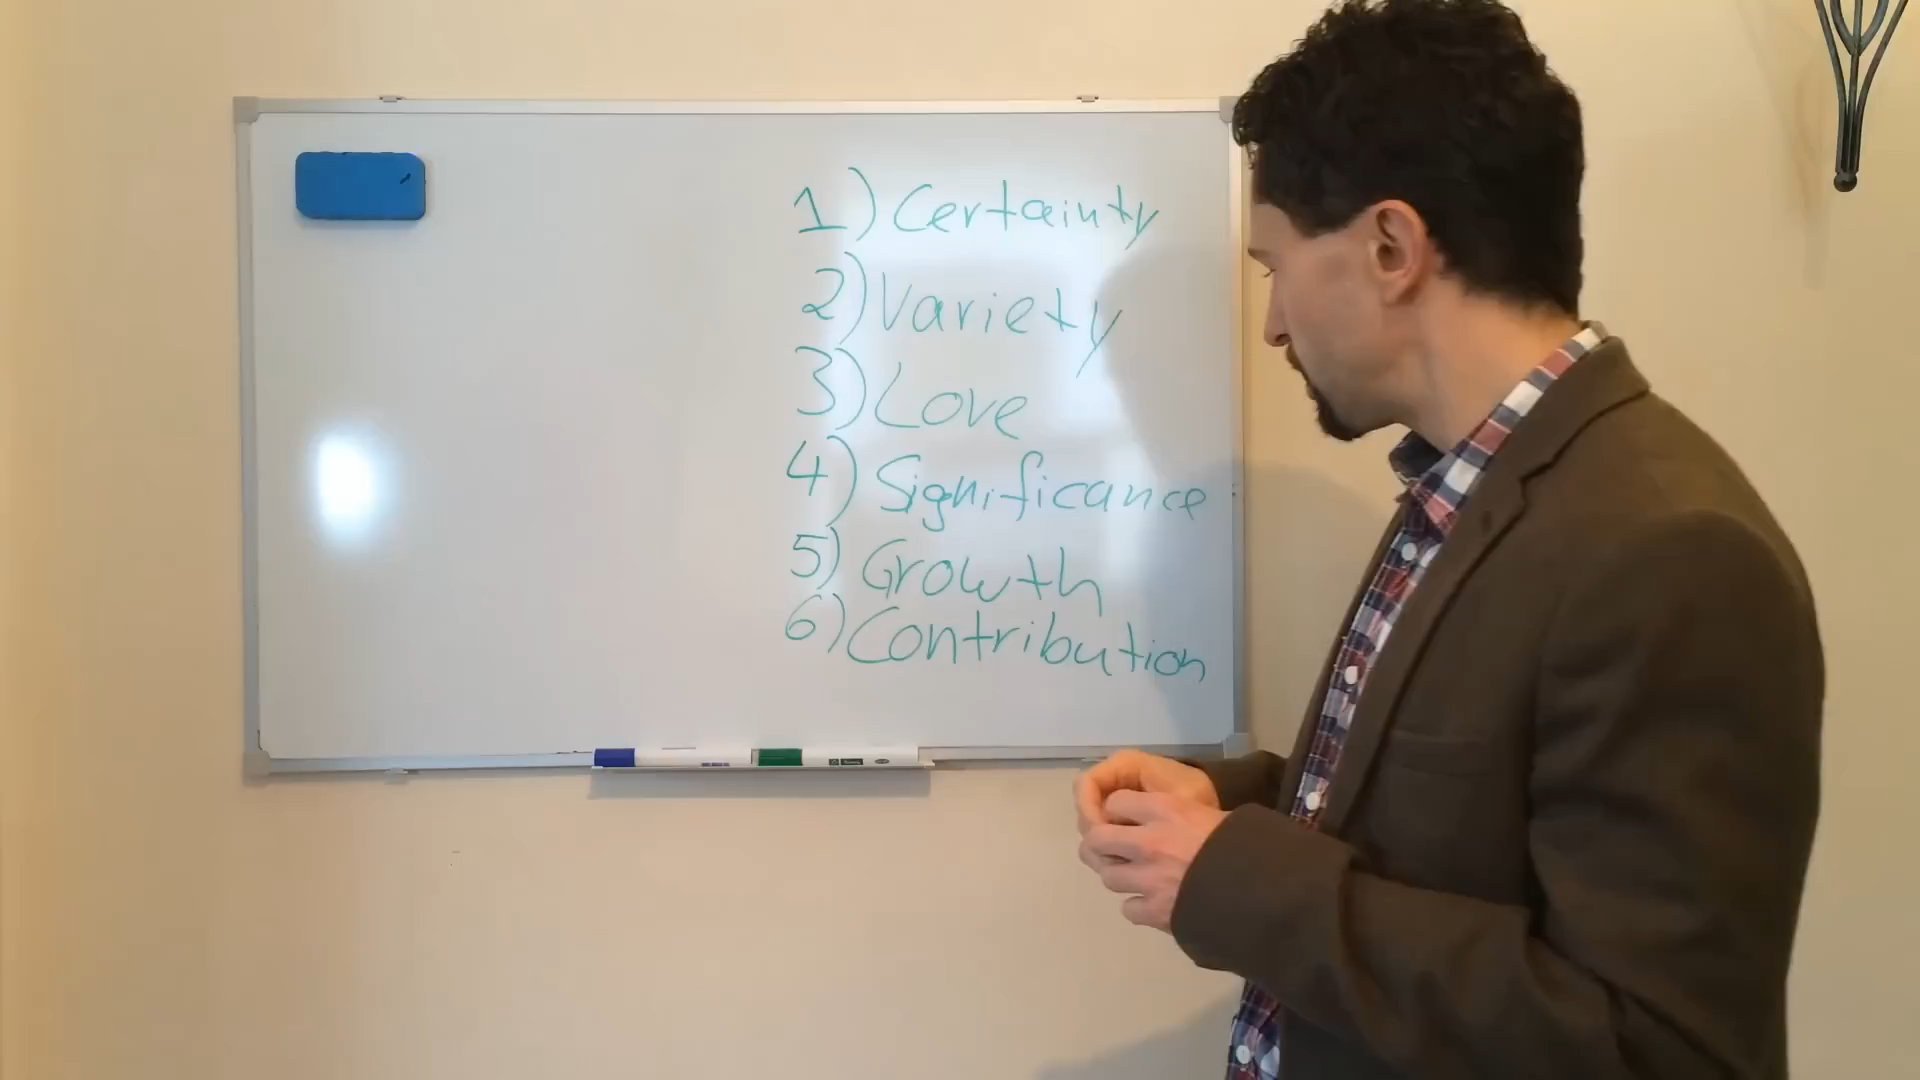 1) Certainty
2) Variety
3) Love
4) Significance
5) Growth
6) Contribution